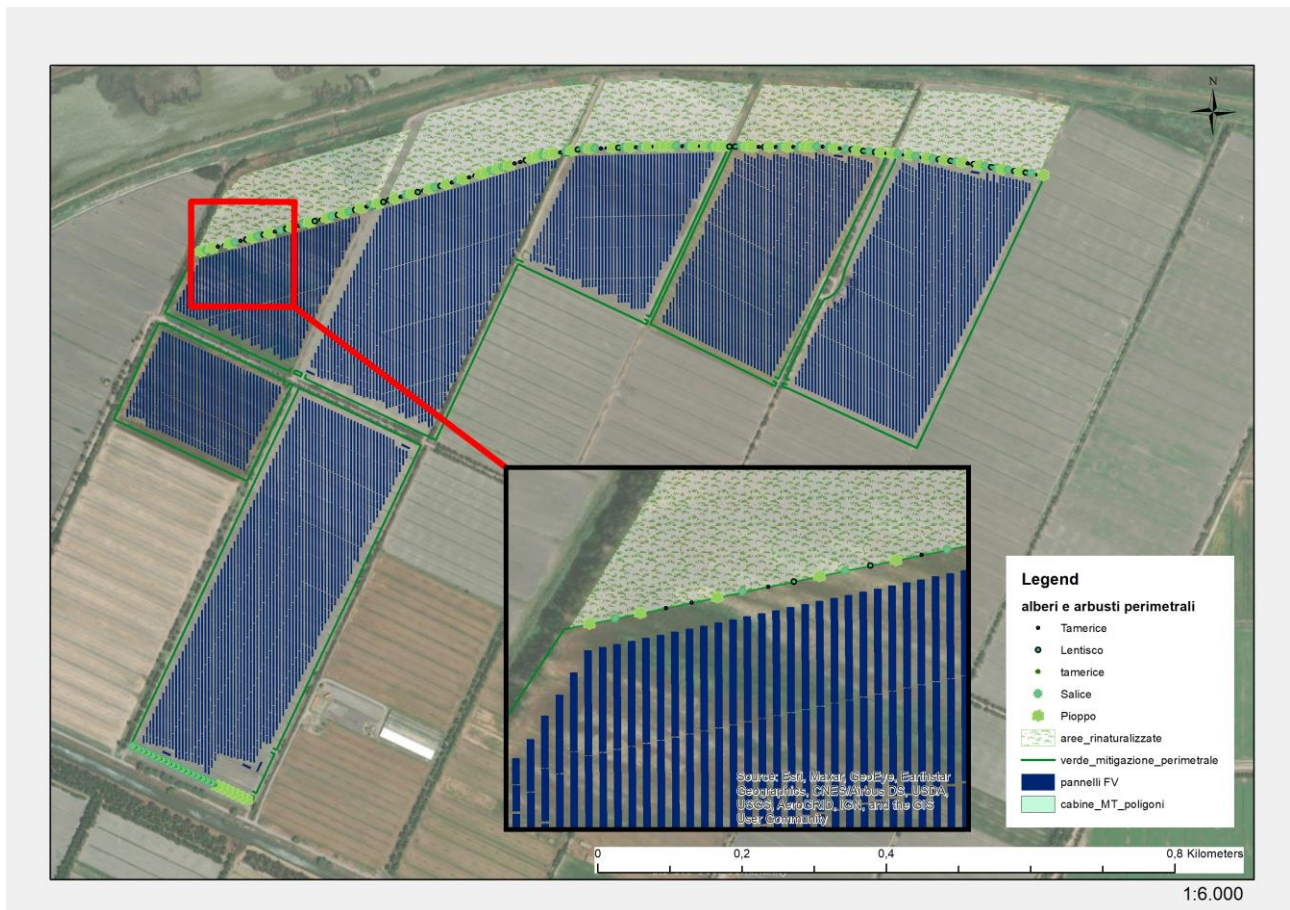 N
Legend
alberi e arbusti perimetrali
Tamerice
Lentisco
tamerice
Salice
Pioppo
aree_rinaturalizzate
verde_mitigazione_perimetrale
pannelli FV
cabine_MT_poligoni
Source: Esri, Maxar, GeoEye, Earthstar
Geographics, CNES/Airbus DS, USDA,
USGS, AeroGRID, IGN, and the GIS
User Community
0 0,2 0,4 0,8 Kilometers
1:6.000